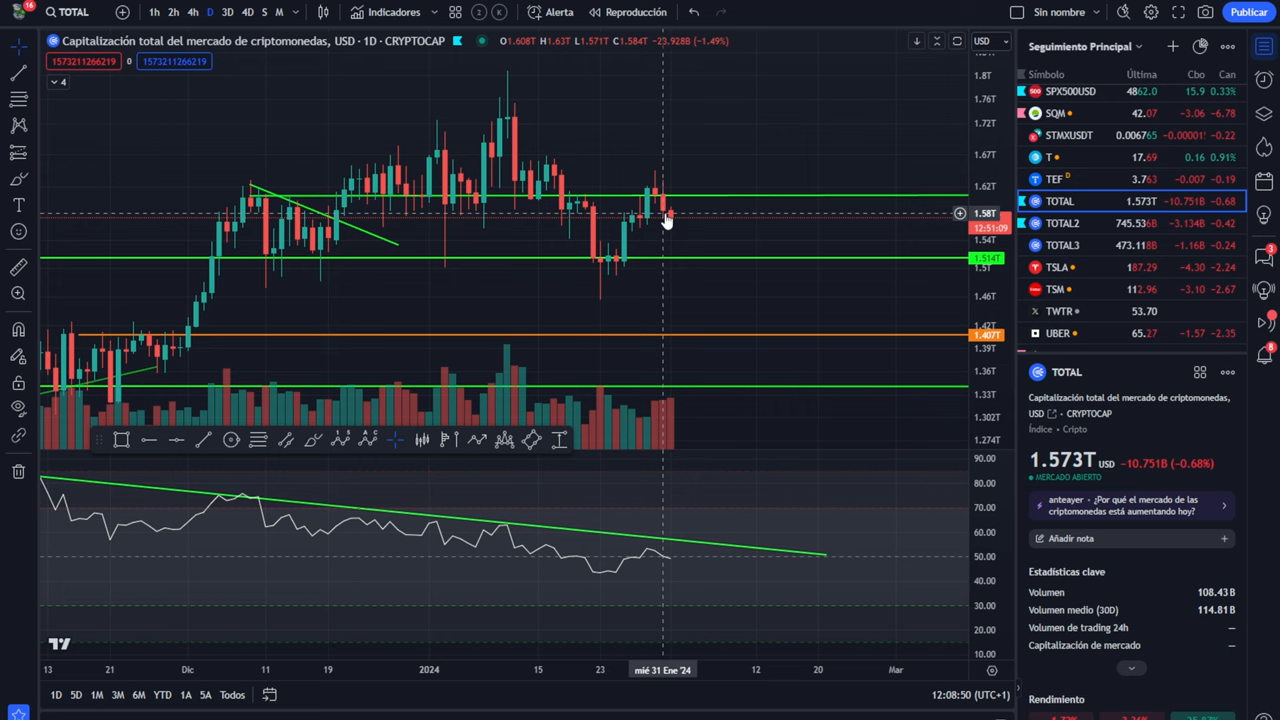 16
TOTAL
1h 2h 4h D 3D 4D S M
Indicadores
2 K
Alerta
Reproducción
Sin nombre
Publicar
Capitalización total del mercado de criptomonedas, USD · 1D · CRYPTOCAP
O1.608T H1.63T L1.571T C1.584T −23.928B (−1.49%)
1573211266219 0 1573211266219
4
USD
1.8T
1.76T
1.72T
1.67T
1.62T
1.58T
12:51:09
1.54T
1.514T
1.51
1.46T
1.42T
1.407T
1.39T
1.36T
1.33T
1.302T
1.274T
90.00
80.00
70.00
60.00
50.00
40.00
30.00
20.00
10.00
13 21 Dic 11 19 2024 15 23 mié 31 Ene '24 12 20 Mar
1D 5D 1M 3M 6M YTD 1A 5A Todos
12:08:50 (UTC+1)
Seguimiento Principal
Símbolo Última Cbo Can
SPX500USD 4862.0 15.9 0.33%
SQM 42.07 −0.06 −6.78
STMXUSDT 0.006765 −0.00001 −0.22
T 17.69 0.16 0.91%
TEF D 3.763 −0.007 −0.19
TOTAL 1.573T −10.751B −0.68
TOTAL2 745.536B −3.134B −0.42
TOTAL3 473.118B −1.16B −0.24
TSLA 187.29 −4.30 −2.24
TSM 112.96 −3.10 −2.67
TWTR 53.70
UBER 65.27 −1.57 −2.35
TOTAL
Capitalización total del mercado de criptomonedas,
USD · CRYPTOCAP
Índice · Cripto
1.573T USD −10.751B (−0.68%)
MERCADO ABIERTO
anteayer · ¿Por qué el mercado de las
criptomonedas está aumentando hoy?
Añadir nota
Estadísticas clave
Volumen 108.43B
Volumen medio (30D) 114.81B
Volumen de trading 24h —
Capitalización de mercado —
Rendimiento
3
8